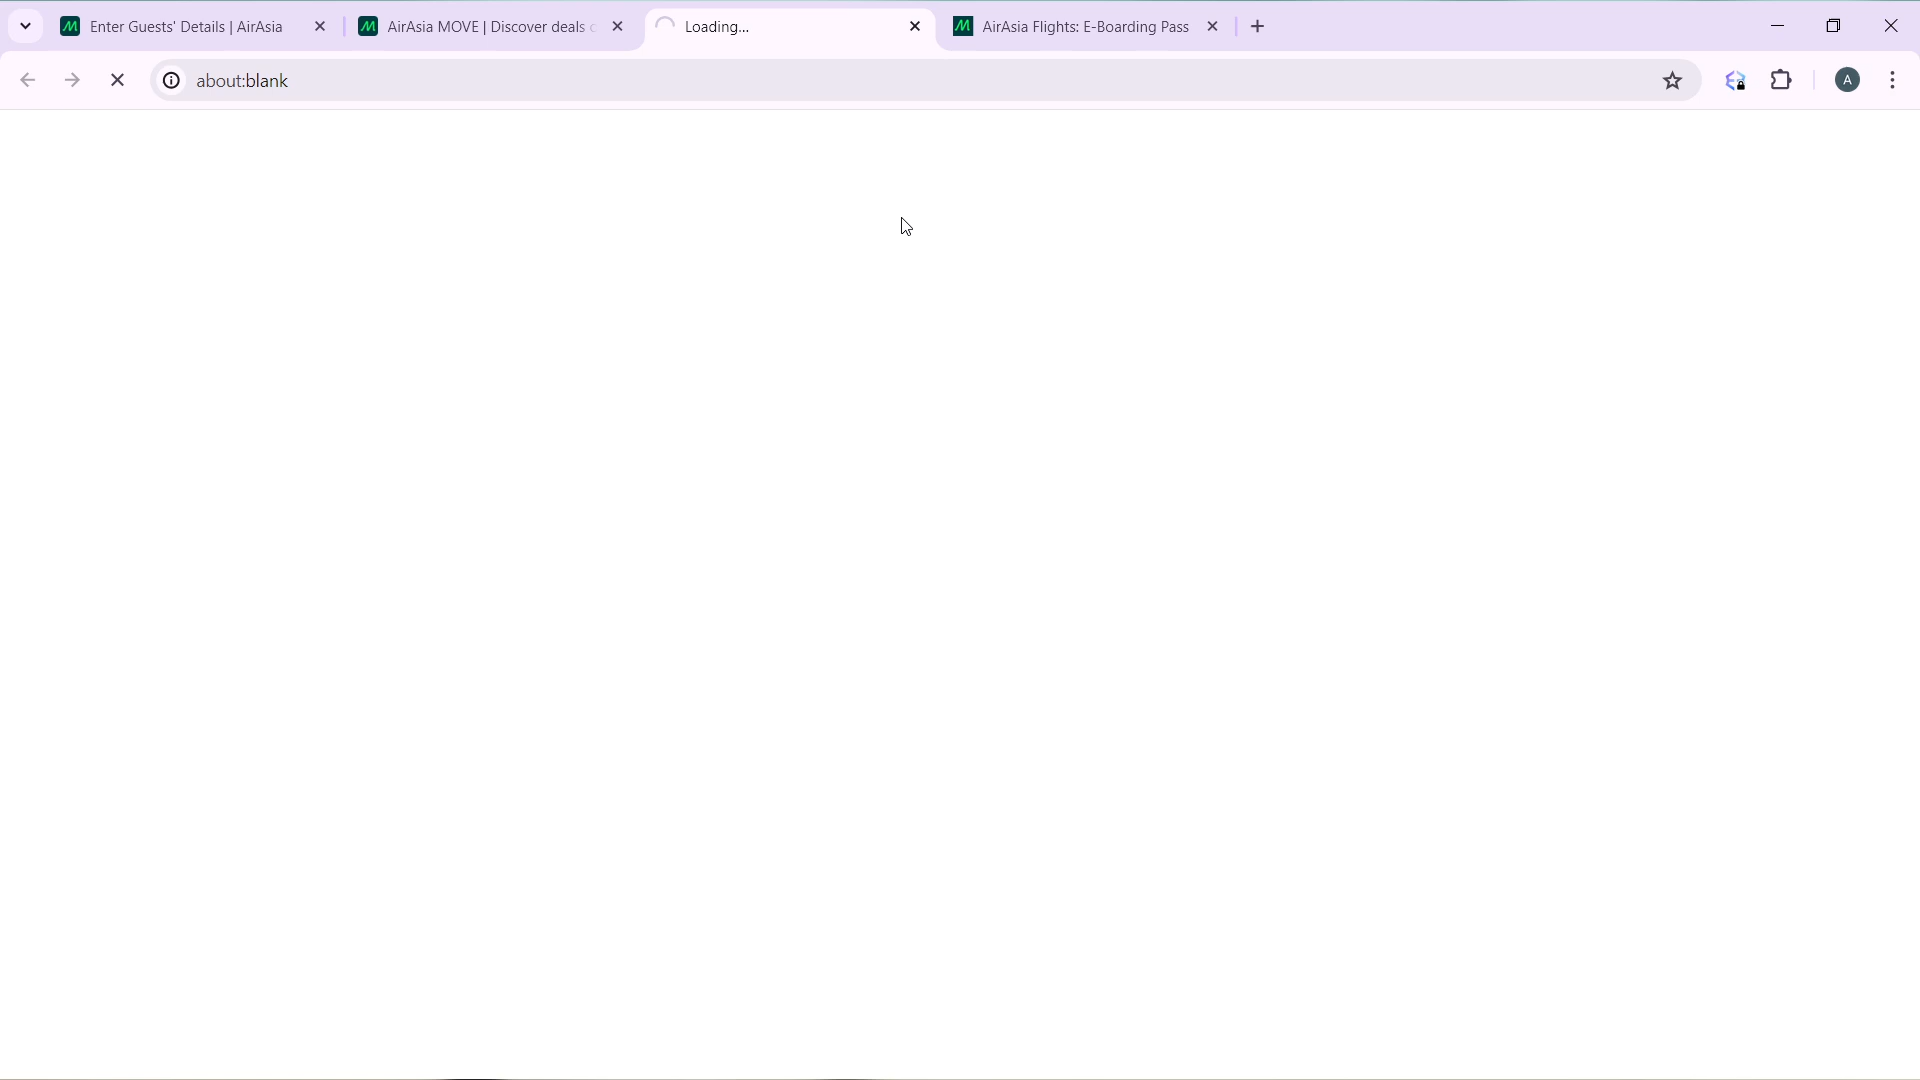 Enter Guests' Details | AirAsia
AirAsia MOVE | Discover deals
Loading...
AirAsia Flights: E-Boarding Pass
about:blank
A